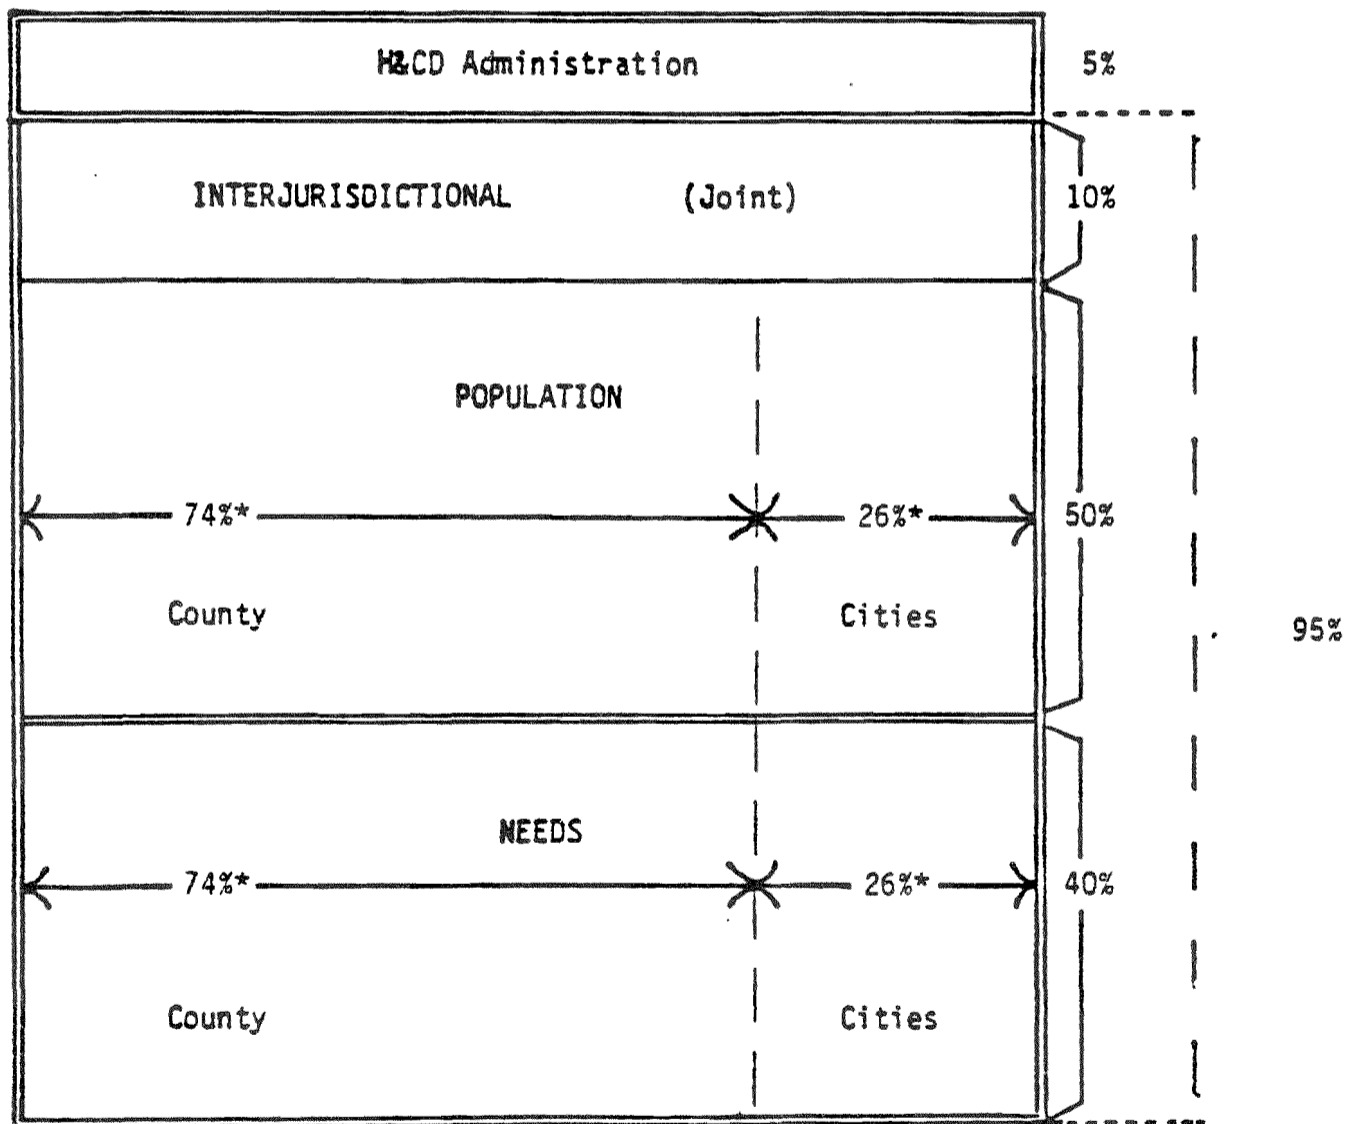 H&CD Administration 5%
INTERJURISDICTIONAL (Joint) 10%
POPULATION
74%* 26%* 50%
County Cities
95%
NEEDS
74%* 26%* 40%
County Cities